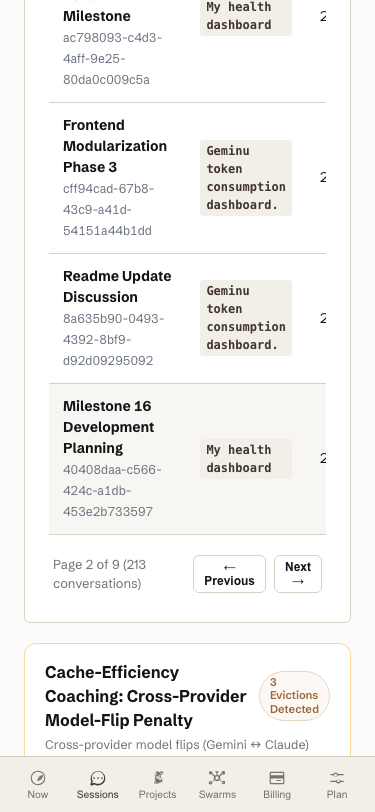 Milestone
ac798093-c4d3-
4aff-9e25-
80da0c009c5a
My health
dashboard
2
Frontend
Modularization
Phase 3
cff94cad-67b8-
43c9-a41d-
54151a44b1dd
Geminu
token
consumption
dashboard.
2
Readme Update
Discussion
8a635b90-0493-
4392-8bf9-
d92d09295092
Geminu
token
consumption
dashboard.
2
Milestone 16
Development
Planning
40408daa-c566-
424c-a1db-
453e2b733597
My health
dashboard
2
Page 2 of 9 (213
conversations)
←
Previous
Next
→
Cache-Efficiency
Coaching: Cross-Provider
Model-Flip Penalty
3
Evictions
Detected
Cross-provider model flips (Gemini ↔ Claude)
Now
Sessions
Projects
Swarms
Billing
Plan